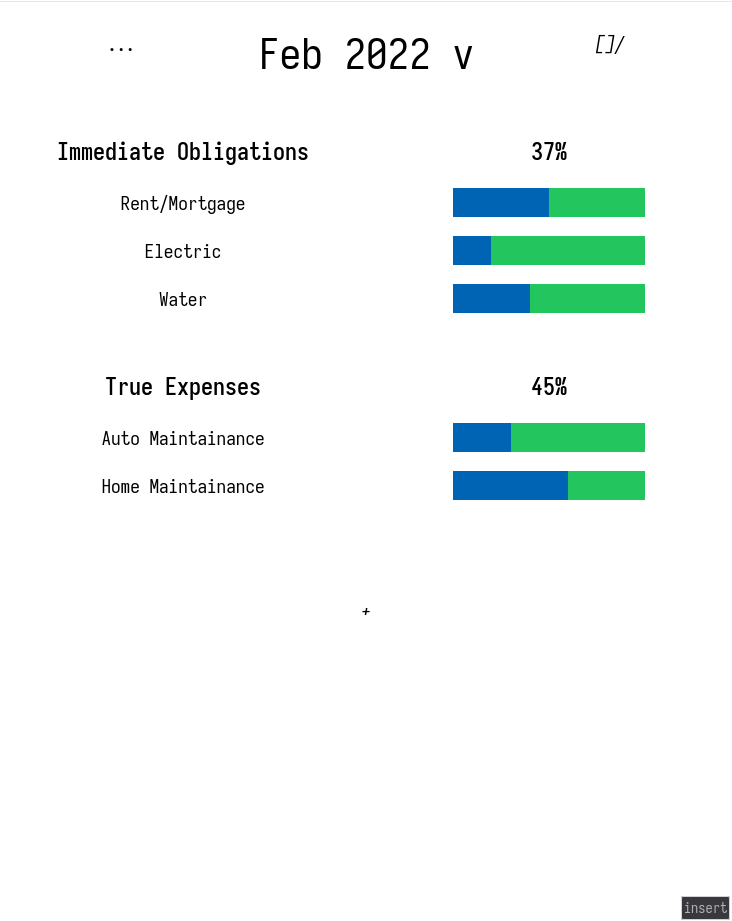 ... Feb 2022 v []/
Immediate Obligations 37%
Rent/Mortgage
Electric
Water
True Expenses 45%
Auto Maintainance
Home Maintainance
+
insert